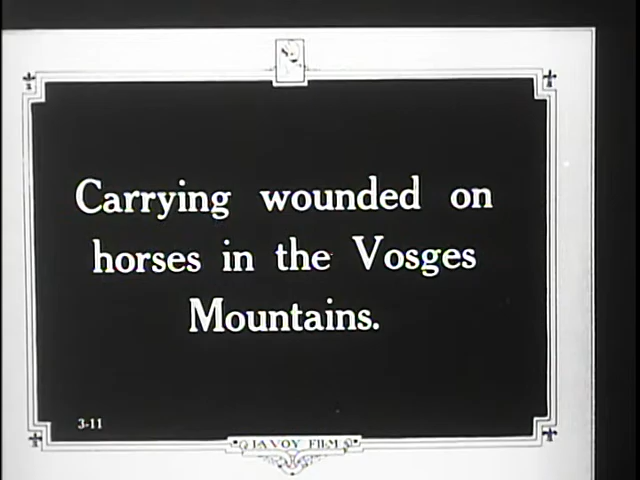 Carrying wounded on
horses in the Vosges
Mountains.
3-11
JAVOY FILM